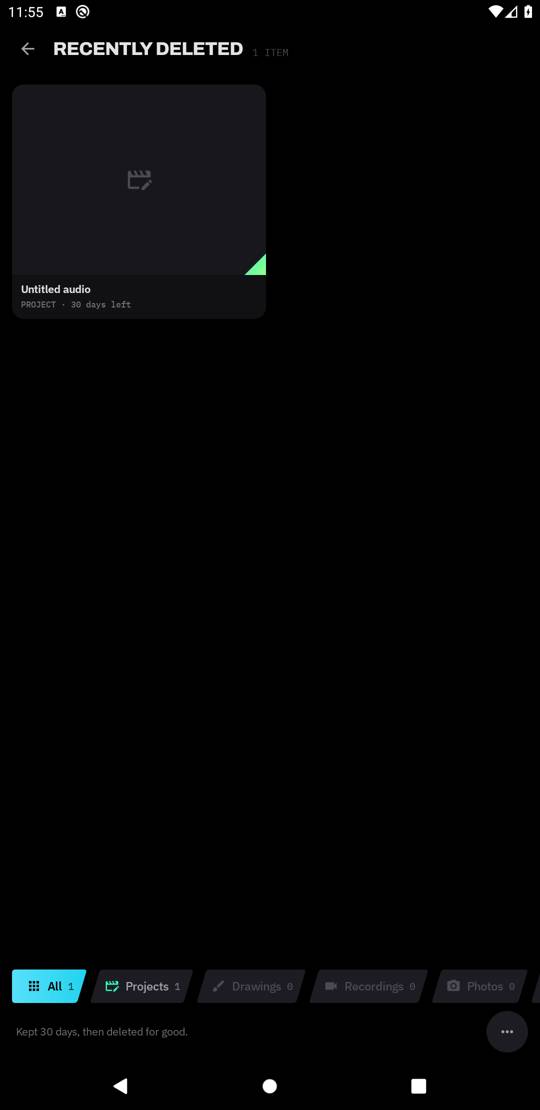 11:55
RECENTLY DELETED 1 ITEM
Untitled audio
PROJECT · 30 days left
All 1 Projects 1 Drawings 0 Recordings 0 Photos 0
Kept 30 days, then deleted for good.